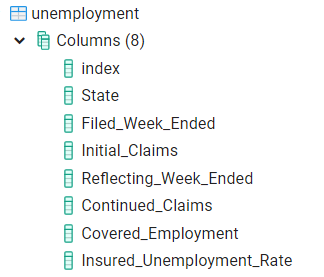 unemployment
Columns (8)
index
State
Filed_Week_Ended
Initial_Claims
Reflecting_Week_Ended
Continued_Claims
Covered_Employment
Insured_Unemployment_Rate